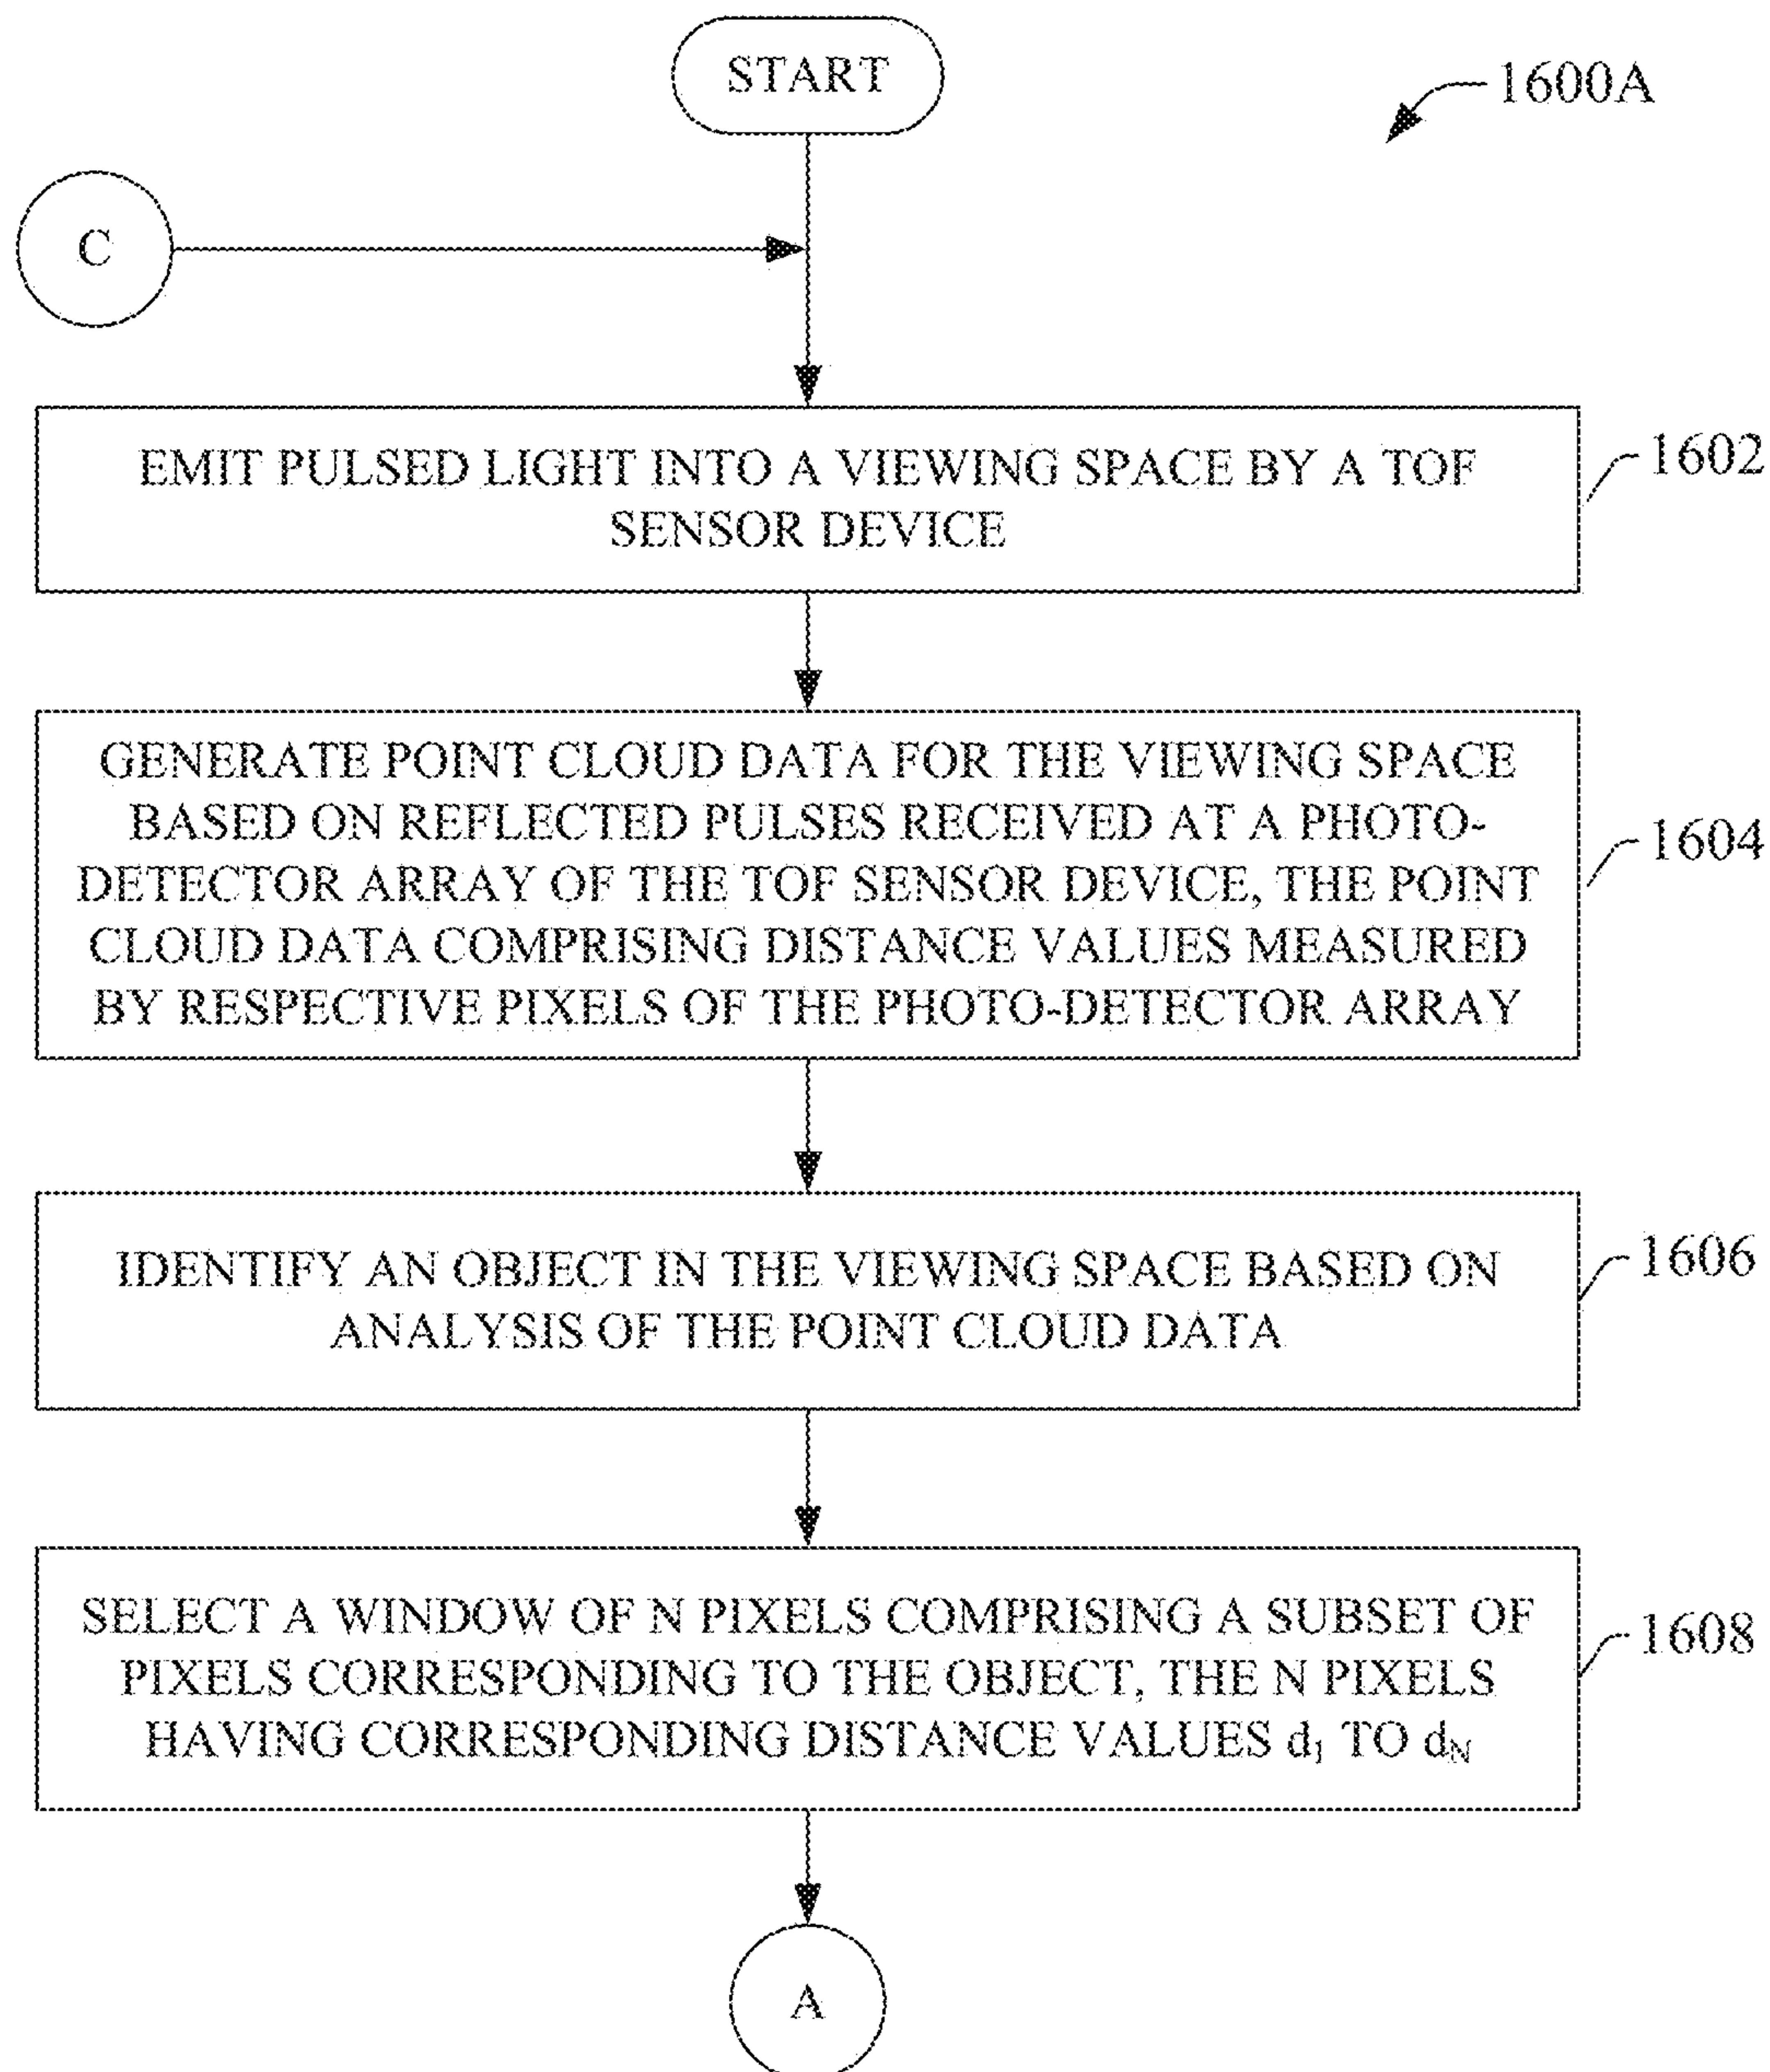 START
1600A
C
EMIT PULSED LIGHT INTO A VIEWING SPACE BY A TOF
SENSOR DEVICE
1602
GENERATE POINT CLOUD DATA FOR THE VIEWING SPACE
BASED ON REFLECTED PULSES RECEIVED AT A PHOTO-
DETECTOR ARRAY OF THE TOF SENSOR DEVICE, THE POINT
CLOUD DATA COMPRISING DISTANCE VALUES MEASURED
BY RESPECTIVE PIXELS OF THE PHOTO-DETECTOR ARRAY
1604
IDENTIFY AN OBJECT IN THE VIEWING SPACE BASED ON
ANALYSIS OF THE POINT CLOUD DATA
1606
SELECT A WINDOW OF N PIXELS COMPRISING A SUBSET OF
PIXELS CORRESPONDING TO THE OBJECT, THE N PIXELS
HAVING CORRESPONDING DISTANCE VALUES d₁ TO dN
1608
A